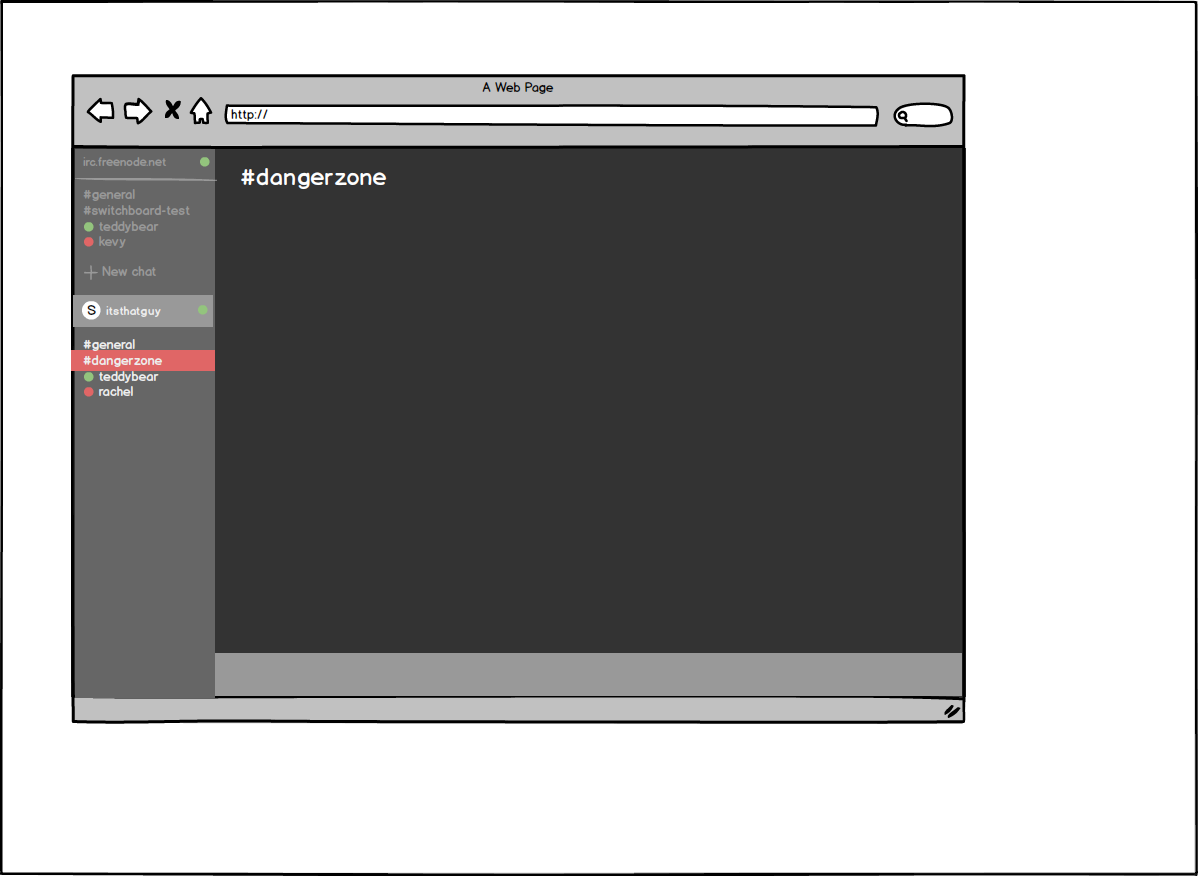 A Web Page
http://
irc.freenode.net
#general
#switchboard-test
teddybear
kevy
New chat
S itsthatguy
#general
#dangerzone
teddybear
rachel
#dangerzone